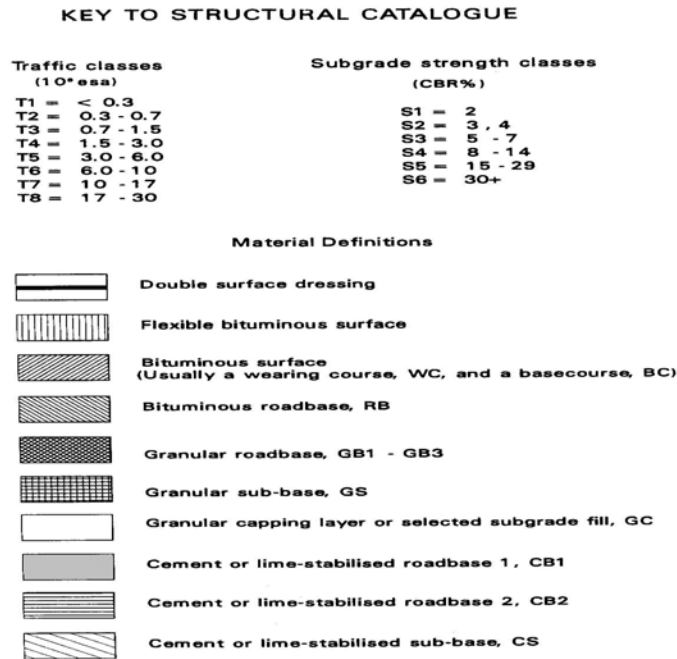 KEY TO STRUCTURAL CATALOGUE
Traffic classes
(10⁶ esa)
T1 = < 0.3
T2 = 0.3 - 0.7
T3 = 0.7 - 1.5
T4 = 1.5 - 3.0
T5 = 3.0 - 6.0
T6 = 6.0 - 10
T7 = 10 - 17
T8 = 17 - 30
Subgrade strength classes
(CBR%)
S1 = 2
S2 = 3 , 4
S3 = 5 - 7
S4 = 8 - 14
S5 = 15 - 29
S6 = 30+
Material Definitions
Double surface dressing
Flexible bituminous surface
Bituminous surface
(Usually a wearing course, WC, and a basecourse, BC)
Bituminous roadbase, RB
Granular roadbase, GB1 - GB3
Granular sub-base, GS
Granular capping layer or selected subgrade fill, GC
Cement or lime-stabilised roadbase 1, CB1
Cement or lime-stabilised roadbase 2, CB2
Cement or lime-stabilised sub-base, CS